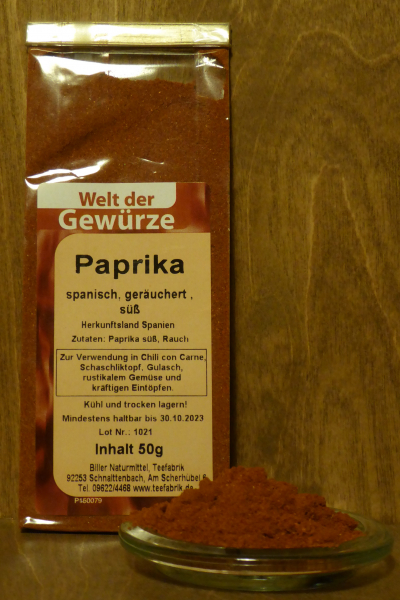 Welt der
Gewürze
Paprika
spanisch, geräuchert ,
süß
Herkunftsland Spanien
Zutaten: Paprika süß, Rauch
Zur Verwendung in Chili con Carne,
Schaschliktopf. Gulasch,
rustikalem Gemüse und
kräftigen Eintöpfen.
Kühl und trocken lagern!
Mindestens haltbar bis 30.10.2023
Lot Nr.: 1021
Inhalt 50g
Biller Naturmittel, Teefabrik
92253 Schnaittenbach, Am Scherhübel 6
Tel. 09622/4468 www.teefabrik.de
P160079